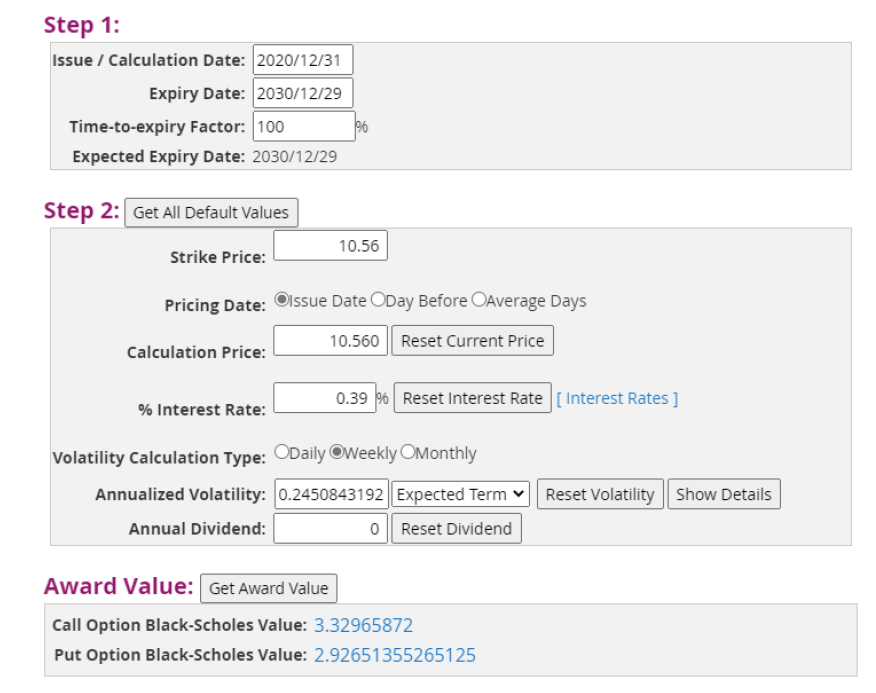 Step 1:
Issue / Calculation Date: 2020/12/31
Expiry Date: 2030/12/29
Time-to-expiry Factor: 100 %
Expected Expiry Date: 2030/12/29
Step 2: Get All Default Values
Strike Price: 10.56
Pricing Date: Issue Date Day Before Average Days
Calculation Price: 10.560 Reset Current Price
% Interest Rate: 0.39 % Reset Interest Rate [ Interest Rates ]
Volatility Calculation Type: Daily Weekly Monthly
Annualized Volatility: 0.2450843192 Expected Term Reset Volatility Show Details
Annual Dividend: 0 Reset Dividend
Award Value: Get Award Value
Call Option Black-Scholes Value: 3.32965872
Put Option Black-Scholes Value: 2.92651355265125